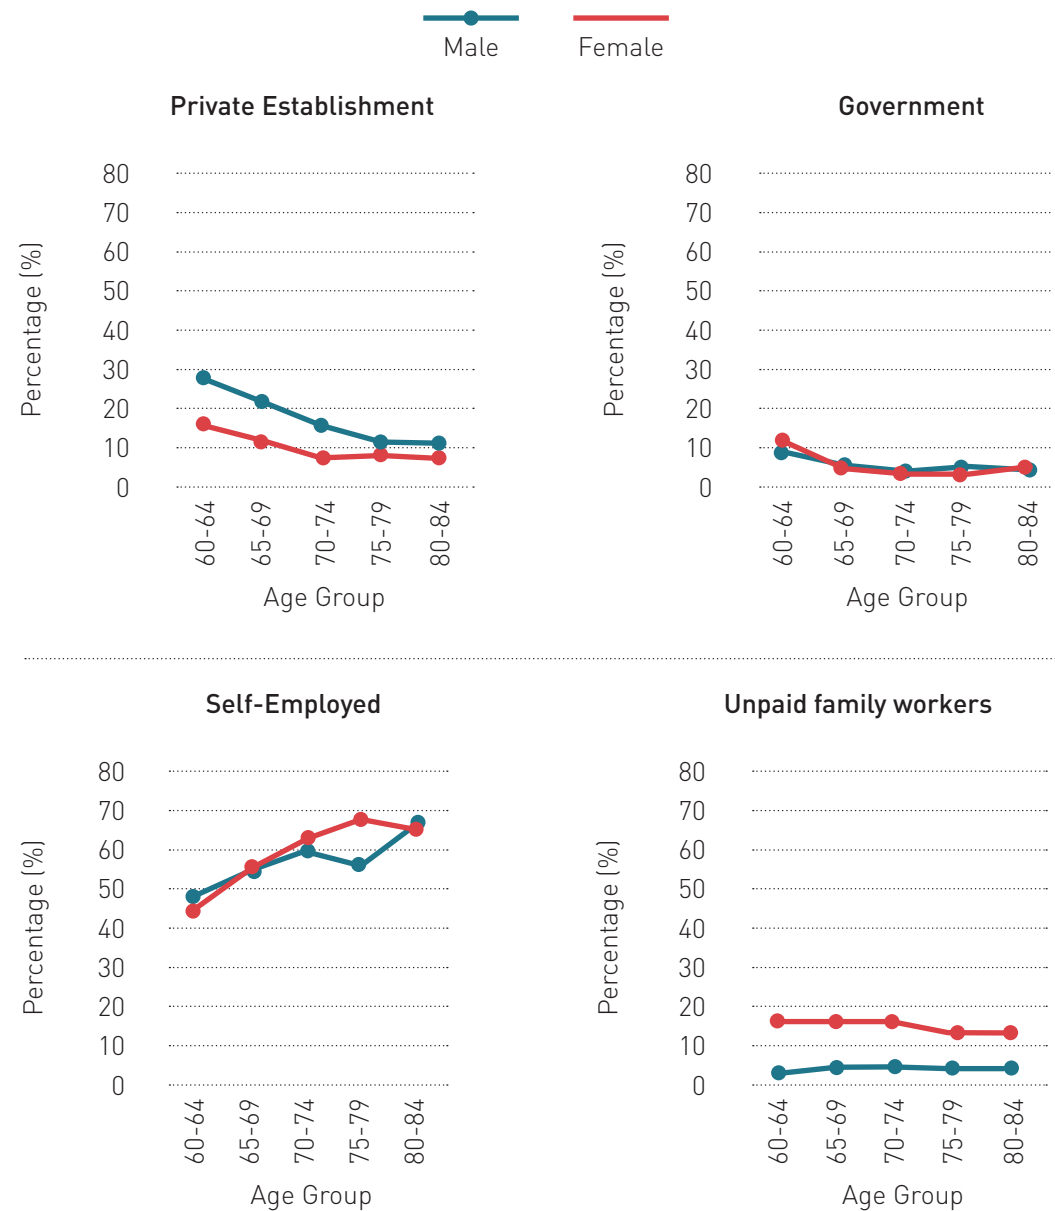 Male Female
Private Establishment
Percentage (%)
80
70
60
50
40
30
20
10
0
60-64 65-69 70-74 75-79 80-84
Age Group
Government
Percentage (%)
80
70
60
50
40
30
20
10
0
60-64 65-69 70-74 75-79 80-84
Age Group
Self-Employed
Percentage (%)
80
70
60
50
40
30
20
10
0
60-64 65-69 70-74 75-79 80-84
Age Group
Unpaid family workers
Percentage (%)
80
70
60
50
40
30
20
10
0
60-64 65-69 70-74 75-79 80-84
Age Group